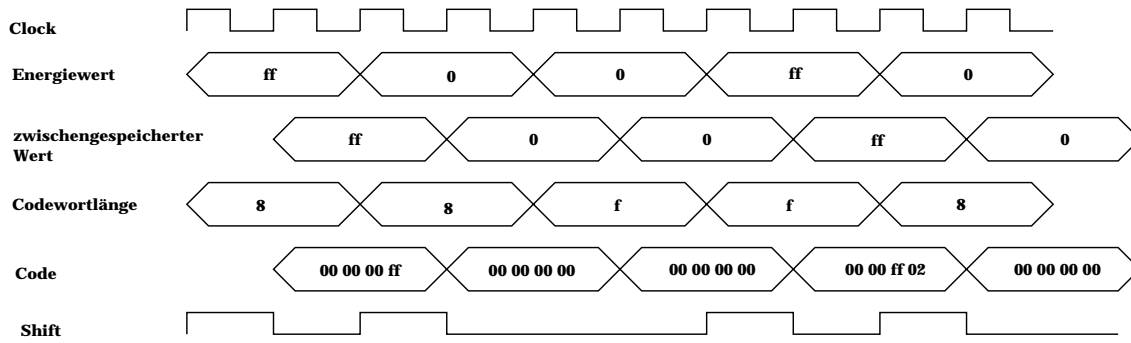 Clock
Energiewert ff 0 0 ff 0
zwischengespeicherter
Wert ff 0 0 ff 0
Codewortlänge 8 8 f f 8
Code 00 00 00 ff 00 00 00 00 00 00 00 00 00 00 ff 02 00 00 00 00
Shift